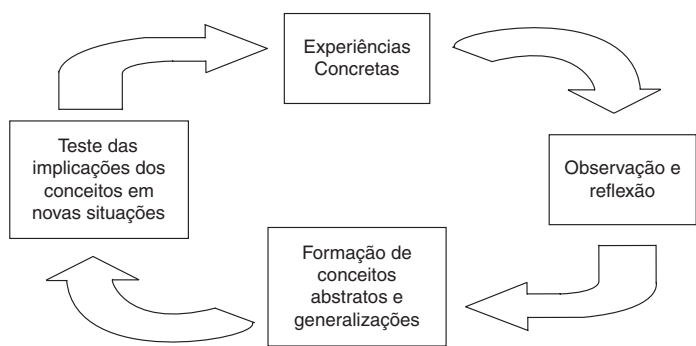 Experiências
Concretas
Observação e
reflexão
Formação de
conceitos
abstratos e
generalizações
Teste das
implicações dos
conceitos em
novas situações